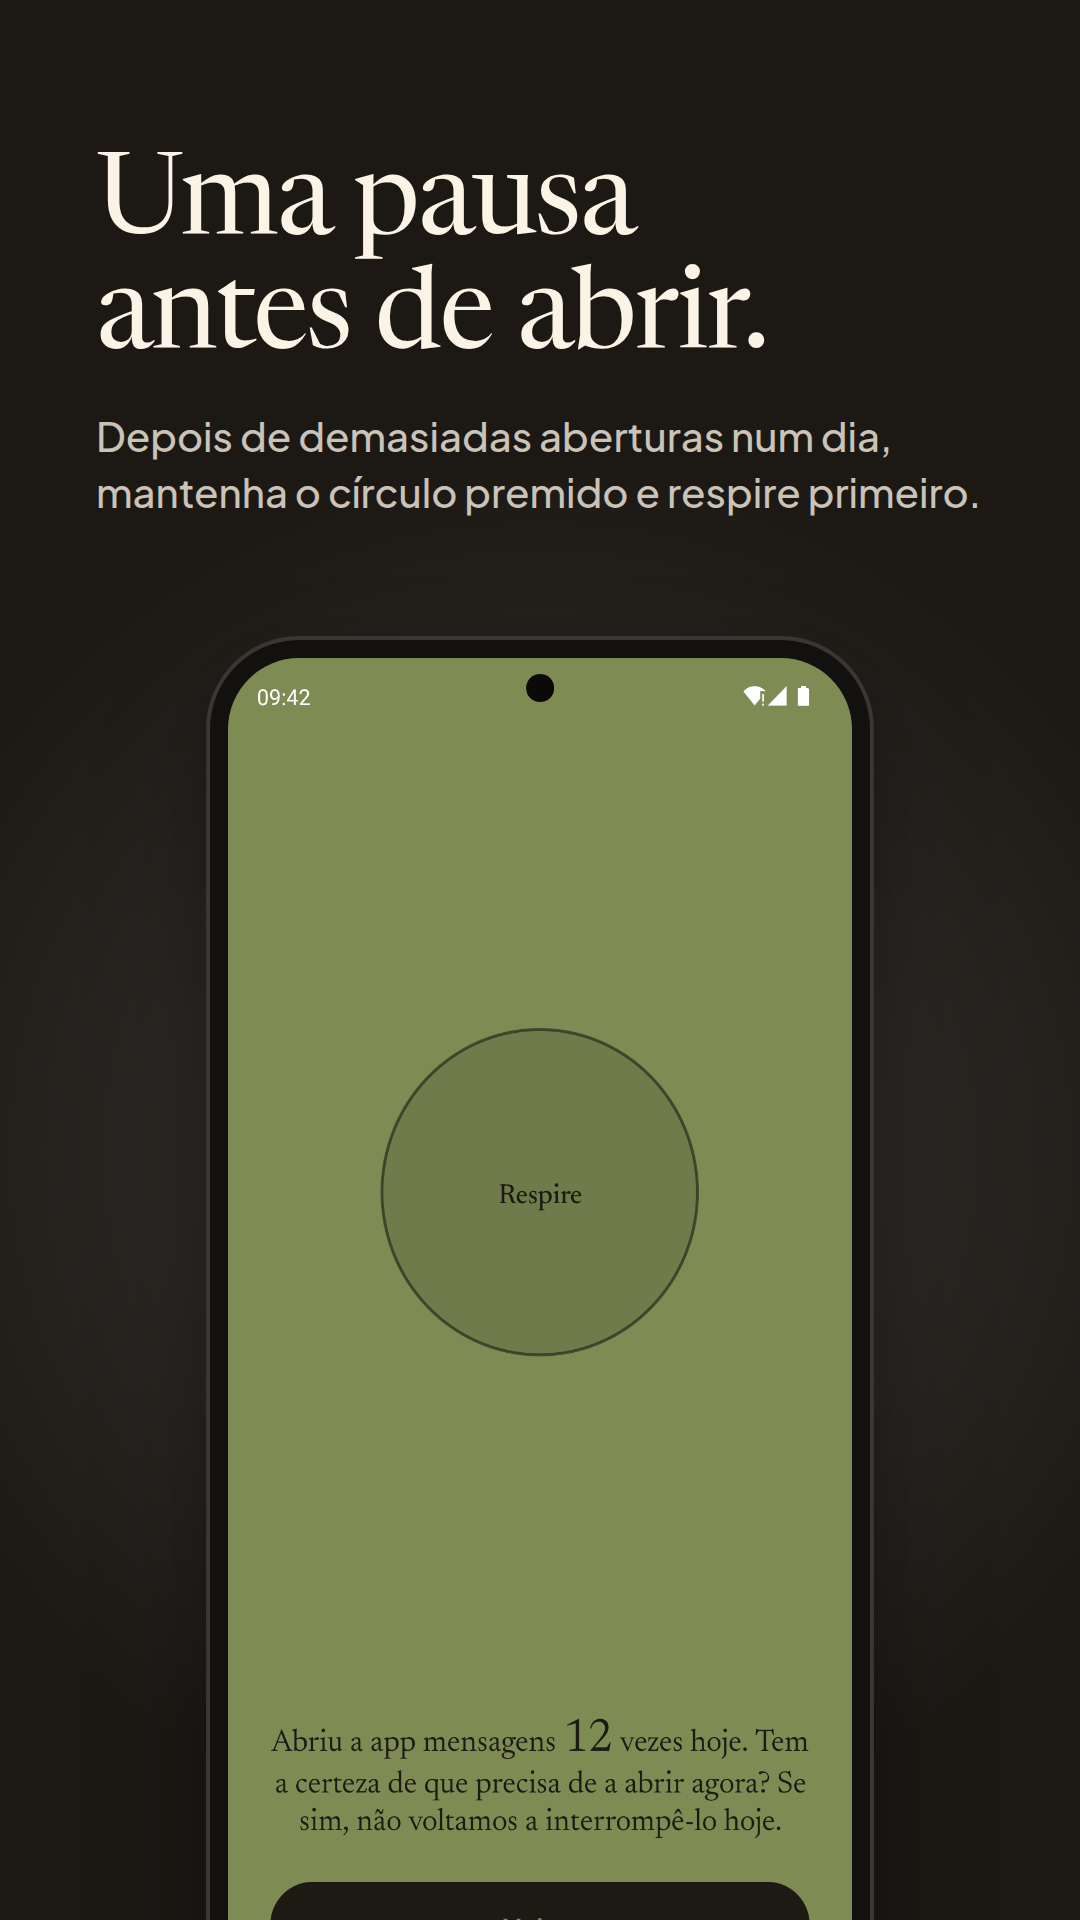 Uma pausa
antes de abrir.
Depois de demasiadas aberturas num dia,
mantenha o círculo premido e respire primeiro.
09:42
Respire
Abriu a app mensagens 12 vezes hoje. Tem
a certeza de que precisa de a abrir agora? Se
sim, não voltamos a interrompê-lo hoje.